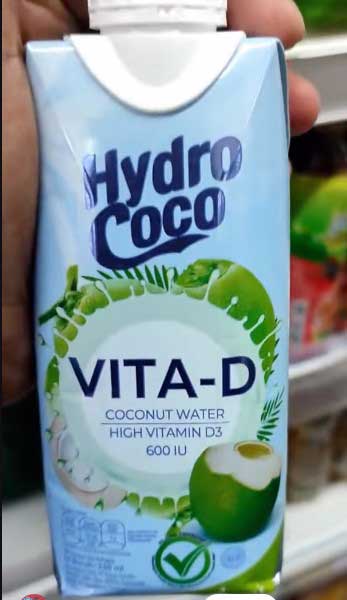 Hydro
Coco
VITA-D
COCONUT WATER
HIGH VITAMIN D3
600 IU